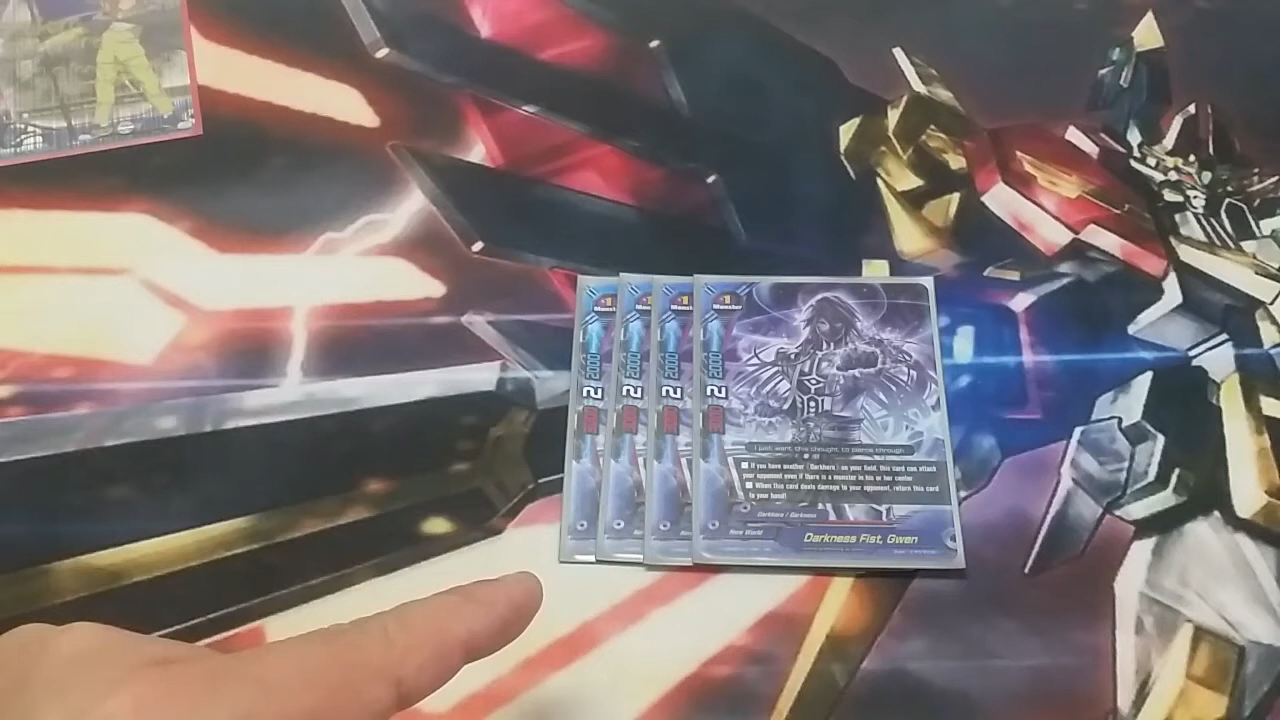 Monster
2000
2
I just want this thought, to pierce through.
■ If you have another 《Darkhero》 on your field, this card can attack
your opponent even if there is a monster in his or her center
■ When this card deals damage to your opponent, return this card
to your hand!
Darkhero / Darkness
Hero World
Darkness Fist, Gwen